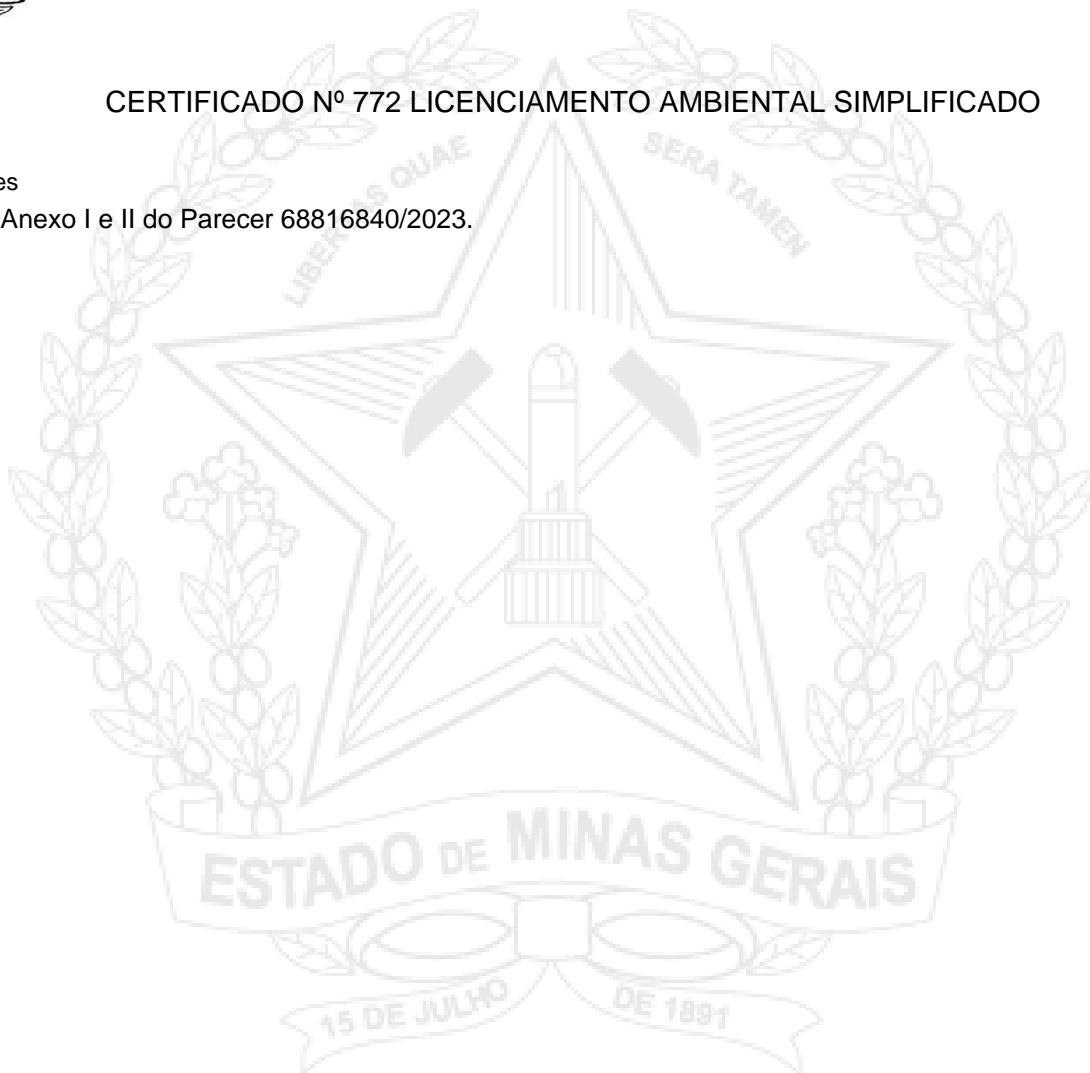 CERTIFICADO Nº 772 LICENCIAMENTO AMBIENTAL SIMPLIFICADO
es
Anexo I e II do Parecer 68816840/2023.
LIBERTAS QUAE SERA TAMEN
ESTADO DE MINAS GERAIS
15 DE JULHO DE 1891